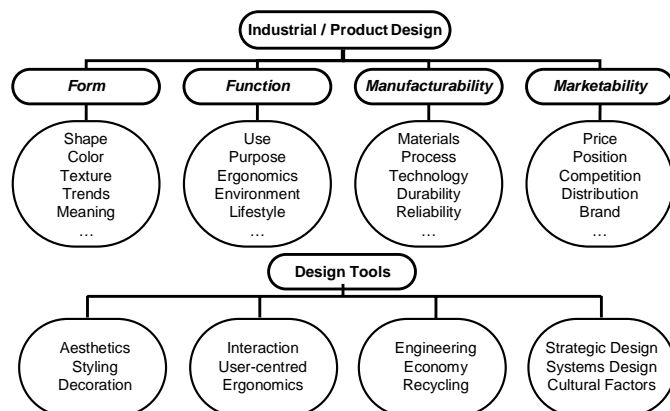 Industrial / Product Design
Form
Function
Manufacturability
Marketability
Shape
Color
Texture
Trends
Meaning
…
Use
Purpose
Ergonomics
Environment
Lifestyle
…
Materials
Process
Technology
Durability
Reliability
…
Price
Position
Competition
Distribution
Brand
…
Design Tools
Aesthetics
Styling
Decoration
Interaction
User-centred
Ergonomics
Engineering
Economy
Recycling
Strategic Design
Systems Design
Cultural Factors